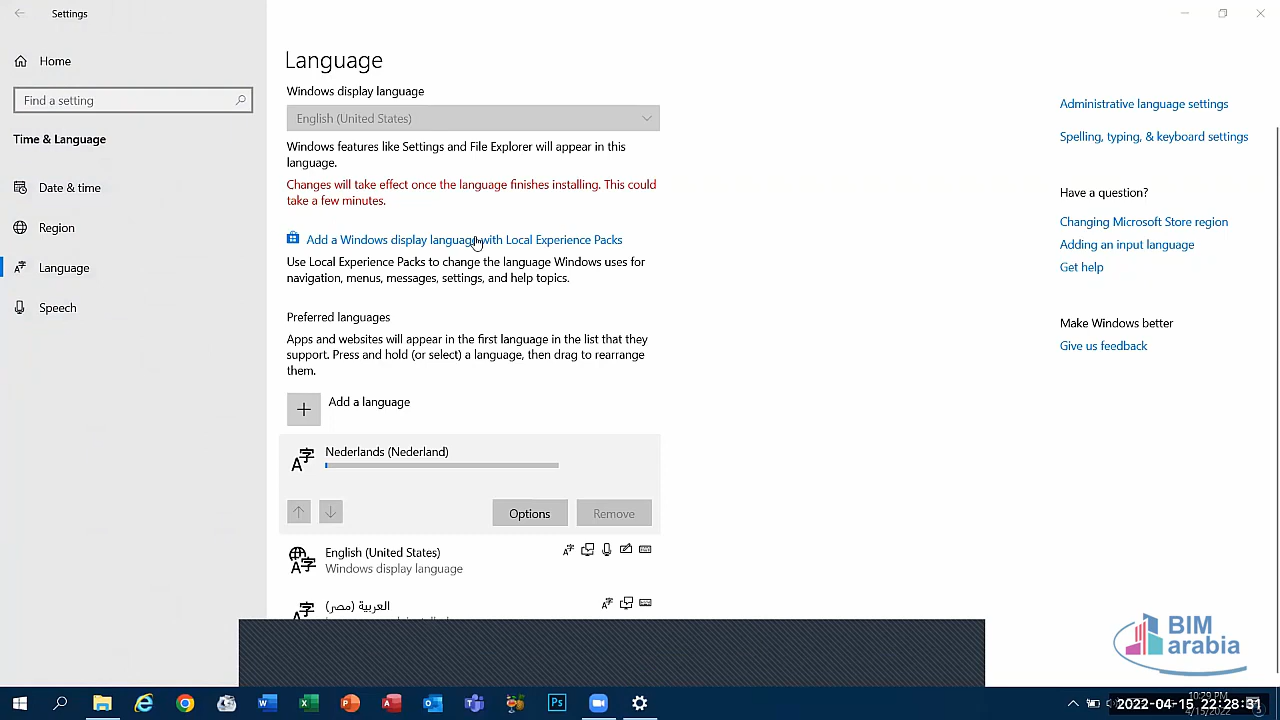 Settings
Home
Find a setting
Time & Language
Date & time
Region
Language
Speech
Language
Windows display language
English (United States)
Windows features like Settings and File Explorer will appear in this
language.
Changes will take effect once the language finishes installing. This could
take a few minutes.
Add a Windows display language with Local Experience Packs
Use Local Experience Packs to change the language Windows uses for
navigation, menus, messages, settings, and help topics.
Preferred languages
Apps and websites will appear in the first language in the list that they
support. Press and hold (or select) a language, then drag to rearrange
them.
Add a language
Nederlands (Nederland)
Options
Remove
English (United States)
Windows display language
العربية (مصر)
Administrative language settings
Spelling, typing, & keyboard settings
Have a question?
Changing Microsoft Store region
Adding an input language
Get help
Make Windows better
Give us feedback
BIM
arabia
10:29 PM
2022-04-15 22:28:31
4/15/2022